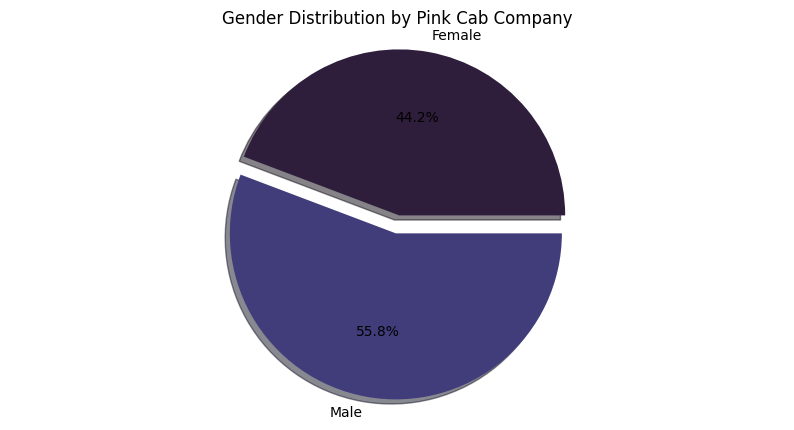 Gender Distribution by Pink Cab Company
Female
44.2%
55.8%
Male